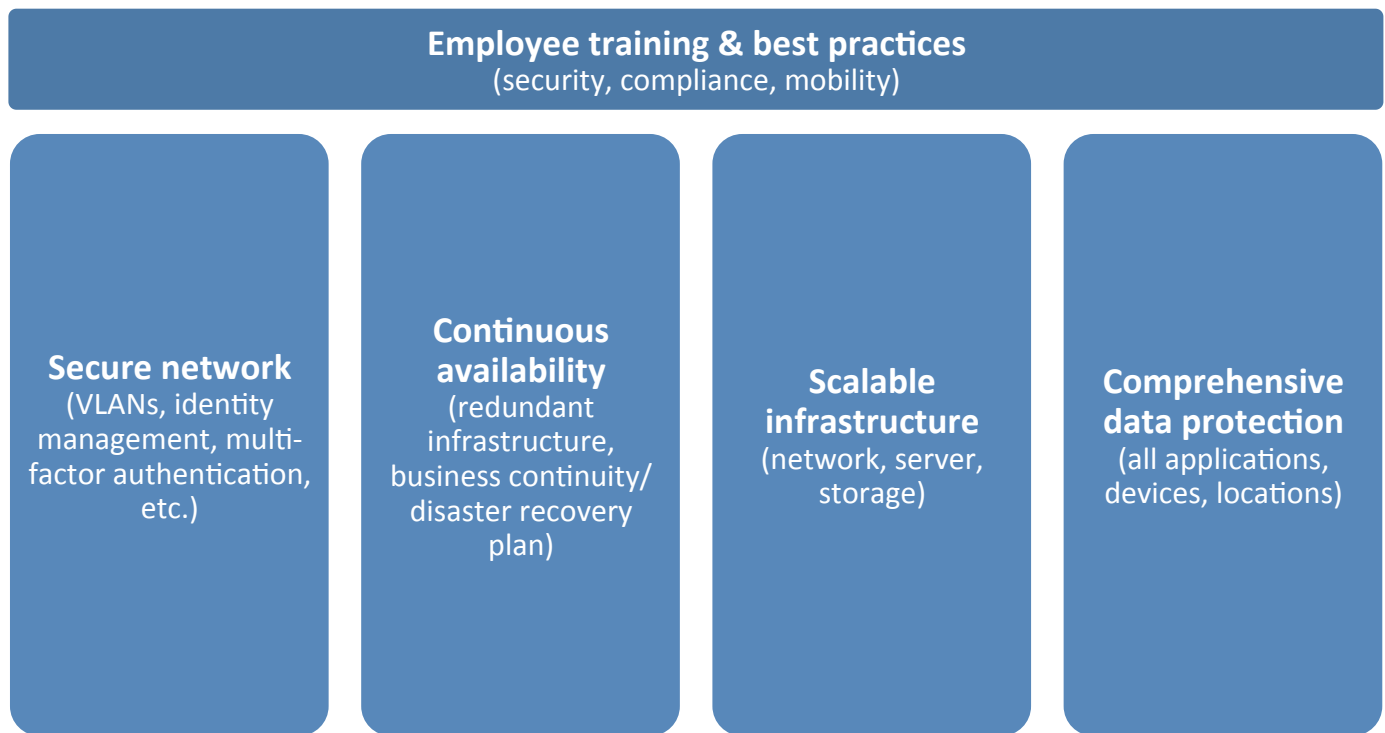 Employee training & best practices
(security, compliance, mobility)
Secure network
(VLANs, identity
management, multi-
factor authentication,
etc.)
Continuous
availability
(redundant
infrastructure,
business continuity/
disaster recovery
plan)
Scalable
infrastructure
(network, server,
storage)
Comprehensive
data protection
(all applications,
devices, locations)